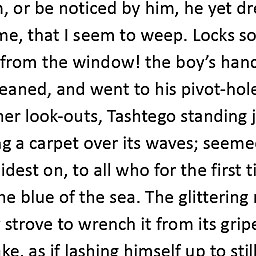 , or be noticed by him, he yet dr
me, that I seem to weep. Locks so
from the window! the boy's hand
eaned, and went to his pivot-hole
her look-outs, Tashtego standing j
g a carpet over its waves; seeme
idest on, to all who for the first ti
he blue of the sea. The glittering
strove to wrench it from its gripe
ke, as if lashing himself up to still